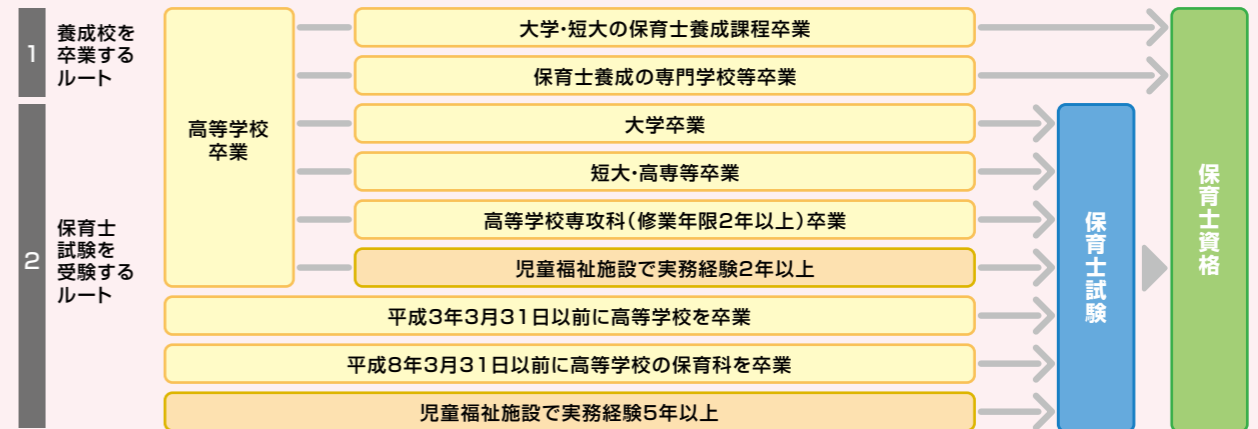 1
養成校を
卒業する
ルート
高等学校
卒業
大学・短大の保育士養成課程卒業
保育士養成の専門学校等卒業
2
保育士
試験を
受験する
ルート
大学卒業
短大・高専等卒業
高等学校専攻科(修業年限2年以上)卒業
児童福祉施設で実務経験2年以上
平成3年3月31日以前に高等学校を卒業
平成8年3月31日以前に高等学校の保育科を卒業
児童福祉施設で実務経験5年以上
保育士試験
保育士資格